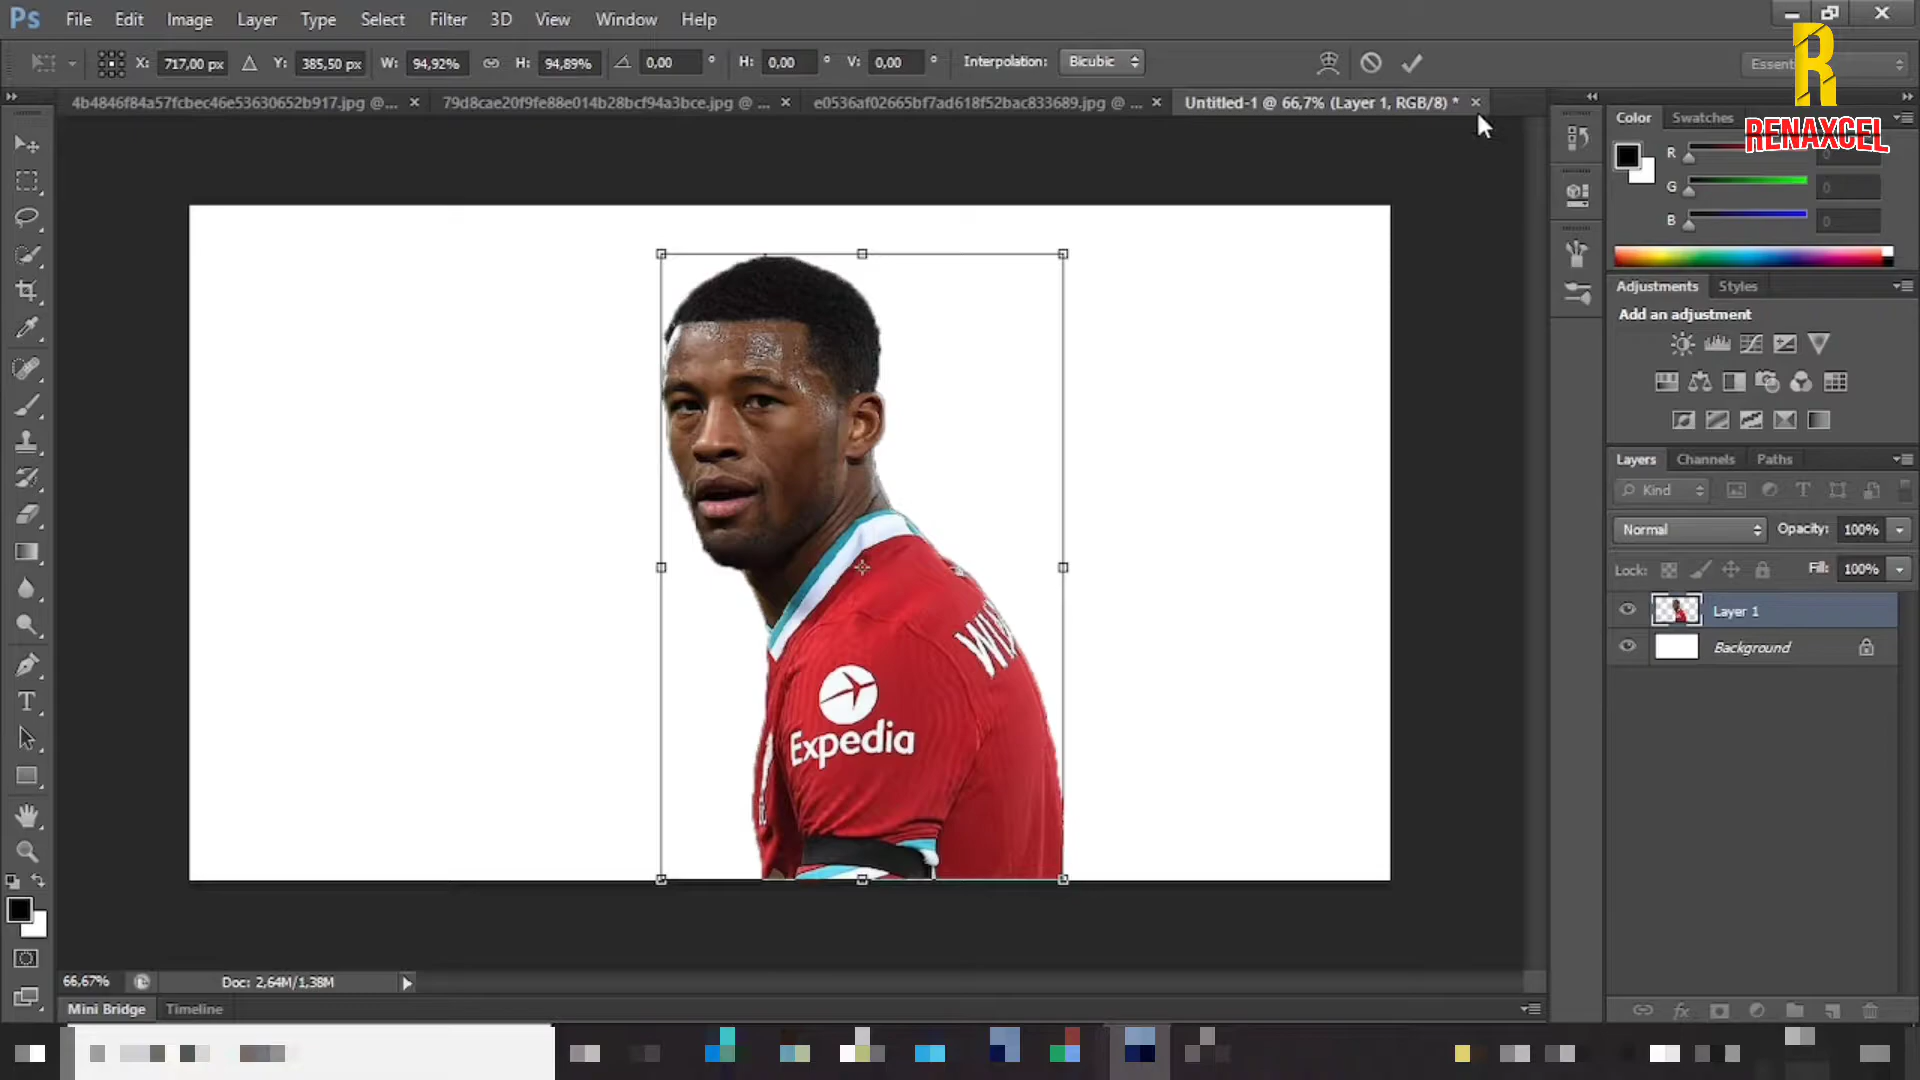 Ps File Edit Image Layer Type Select Filter 3D View Window Help
X: 717,00 px Y: 385,50 px W: 94,92% H: 94,89% 0,00 ° H: 0,00 ° V: 0,00 ° Interpolation: Bicubic Essent
R
RENAXCEL
4b4846f84a57fcbec46e53630652b917.jpg @... × 79d8cae20f9fe88e014b28bcf94a3bce.jpg @ ... × e0536af02665bf7ad618f52bac833689.jpg @ ... × Untitled-1 @ 66,7% (Layer 1, RGB/8) * ×
Color Swatches
R 0
G 0
B 0
Adjustments Styles
Add an adjustment
Layers Channels Paths
Kind
Normal Opacity: 100%
Lock: Fill: 100%
Layer 1
Background
Expedia
66,67% Doc: 2,64M/1,38M
Mini Bridge Timeline